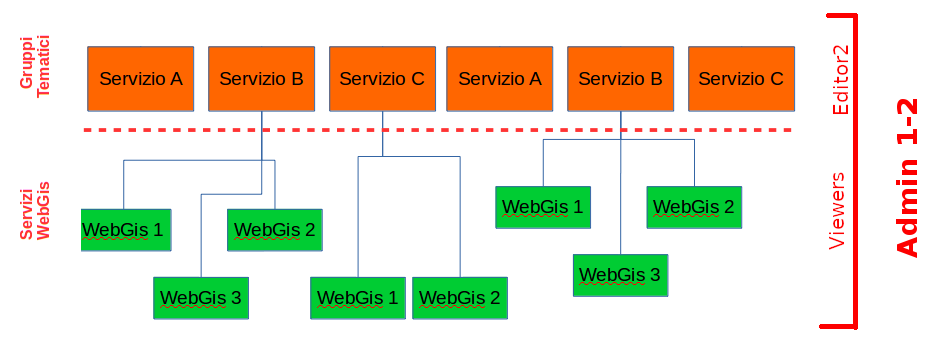 Gruppi
Tematici
Servizio A
Servizio B
Servizio C
Servizio A
Servizio B
Servizio C
Editor2
Admin 1-2
Servizi
WebGis
WebGis 1
WebGis 2
WebGis 3
WebGis 1
WebGis 2
WebGis 1
WebGis 2
WebGis 3
Viewers